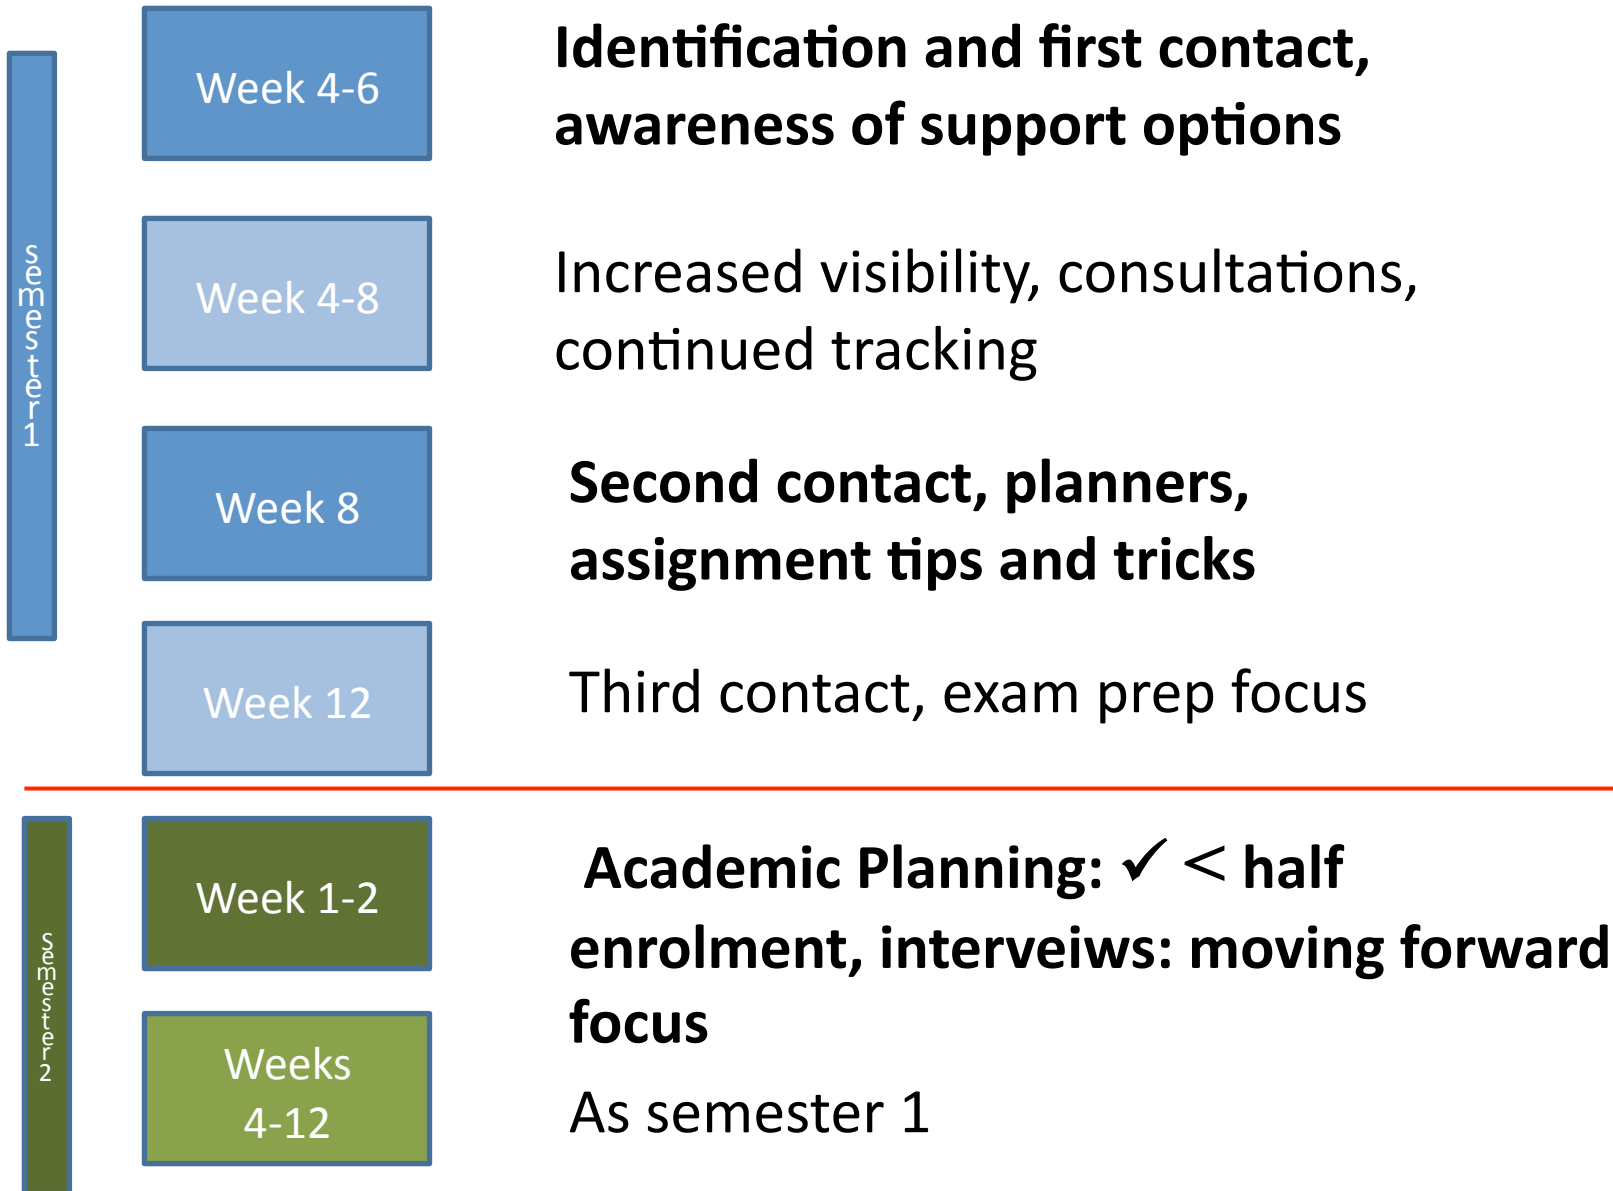 semester 1
Week 4-6
Identification and first contact,
awareness of support options
Week 4-8
Increased visibility, consultations,
continued tracking
Week 8
Second contact, planners,
assignment tips and tricks
Week 12
Third contact, exam prep focus
semester 2
Week 1-2
Academic Planning: ✓ < half
enrolment, interveiws: moving forward
focus
Weeks
4-12
As semester 1